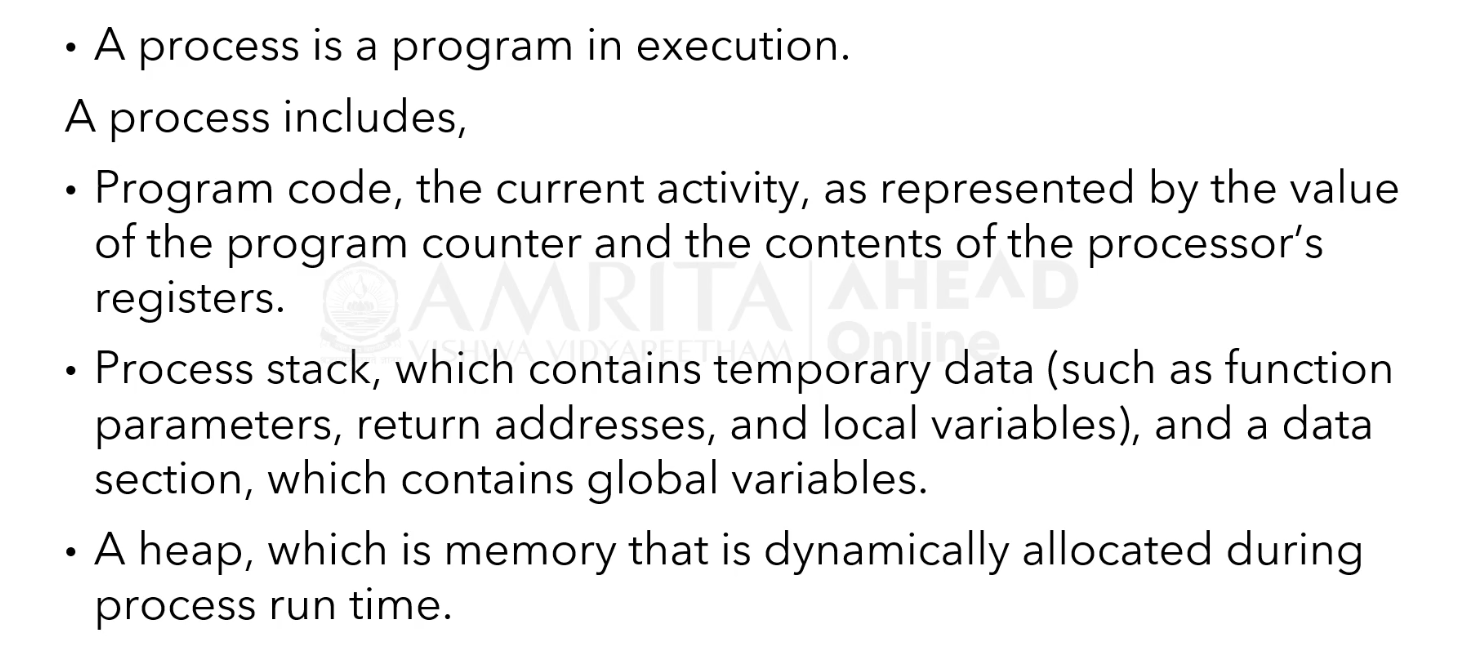 • A process is a program in execution.
A process includes,
• Program code, the current activity, as represented by the value
of the program counter and the contents of the processor’s
registers.
AMRITA AHEAD
VISHWA VIDYAPEETHAM Online
• Process stack, which contains temporary data (such as function
parameters, return addresses, and local variables), and a data
section, which contains global variables.
• A heap, which is memory that is dynamically allocated during
process run time.